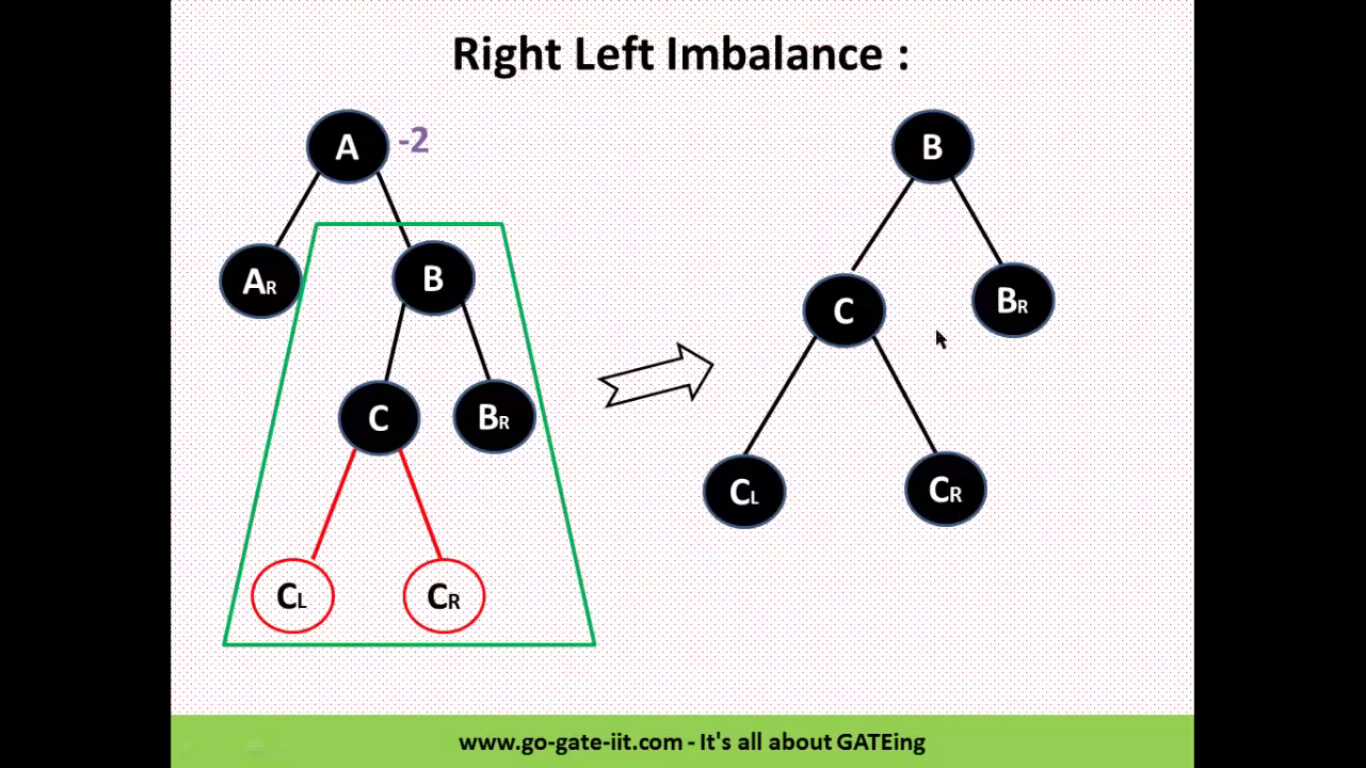 Right Left Imbalance :
A -2
B
AR
B
C
BR
C
BR
CL
CR
CL
CR
www.go-gate-iit.com - It's all about GATEing